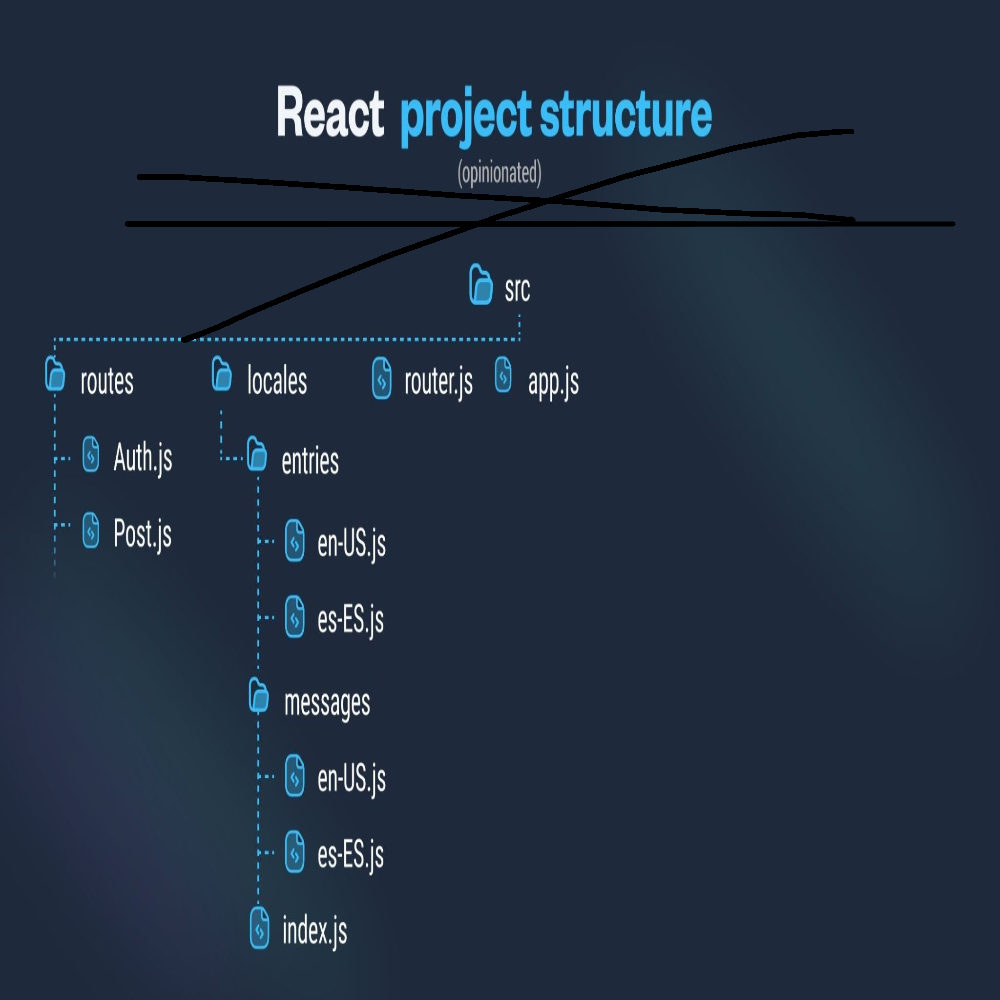 React project structure
(opinionated)
src
routes locales router.js app.js
Auth.js entries
Post.js
en-US.js
es-ES.js
messages
en-US.js
es-ES.js
index.js